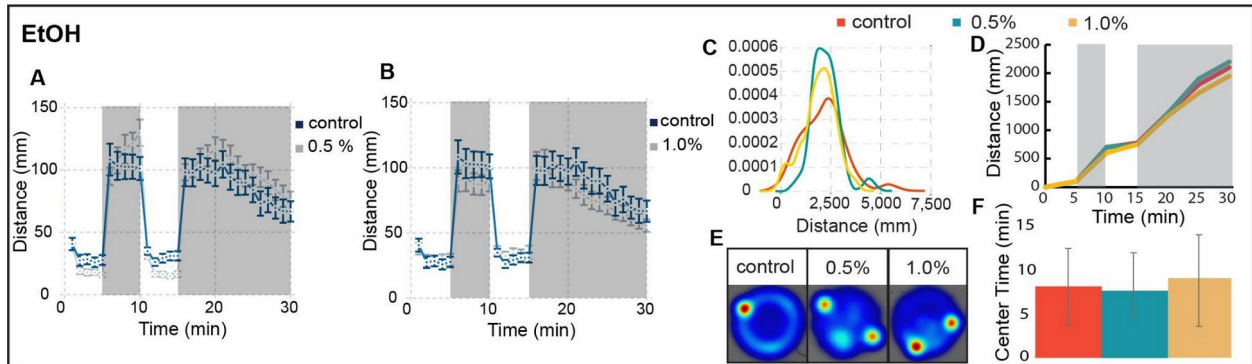 EtOH
control 0.5% 1.0%
A
Distance (mm)
150
100
50
0
0 10 20 30
Time (min)
control
0.5 %
B
Distance (mm)
150
100
50
0
0 10 20 30
Time (min)
control
1.0%
C
0.0006
0.0005
0.0004
0.0003
0.0002
0.0001
0
0 2,500 5,000 7,500
Distance (mm)
D
Distance (mm)
2500
2000
1500
1000
500
0
0 5 10 15 20 25 30
Time (min)
E
control 0.5% 1.0%
F
Center Time (min)
15
10
5
0